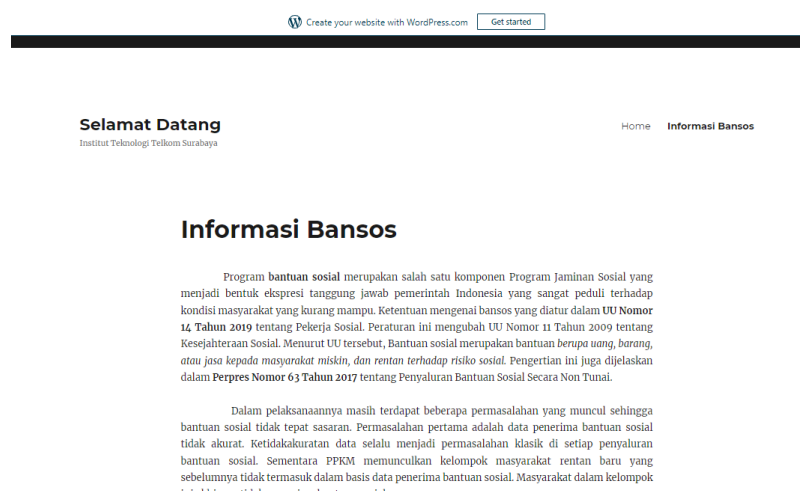 Create your website with WordPress.com Get started
Selamat Datang
Home Informasi Bansos
Institut Teknologi Telkom Surabaya
Informasi Bansos
Program bantuan sosial merupakan salah satu komponen Program Jaminan Sosial yang
menjadi bentuk ekspresi tanggung jawab pemerintah Indonesia yang sangat peduli terhadap
kondisi masyarakat yang kurang mampu. Ketentuan mengenai bansos yang diatur dalam UU Nomor
14 Tahun 2019 tentang Pekerja Sosial. Peraturan ini mengubah UU Nomor 11 Tahun 2009 tentang
Kesejahteraan Sosial. Menurut UU tersebut, Bantuan sosial merupakan bantuan berupa uang, barang,
atau jasa kepada masyarakat miskin, dan rentan terhadap risiko sosial. Pengertian ini juga dijelaskan
dalam Perpres Nomor 63 Tahun 2017 tentang Penyaluran Bantuan Sosial Secara Non Tunai.
Dalam pelaksanaannya masih terdapat beberapa permasalahan yang muncul sehingga
bantuan sosial tidak tepat sasaran. Permasalahan pertama adalah data penerima bantuan sosial
tidak akurat. Ketidakakuratan data selalu menjadi permasalahan klasik di setiap penyaluran
bantuan sosial. Sementara PPKM memunculkan kelompok masyarakat rentan baru yang
sebelumnya tidak termasuk dalam basis data penerima bantuan sosial. Masyarakat dalam kelompok